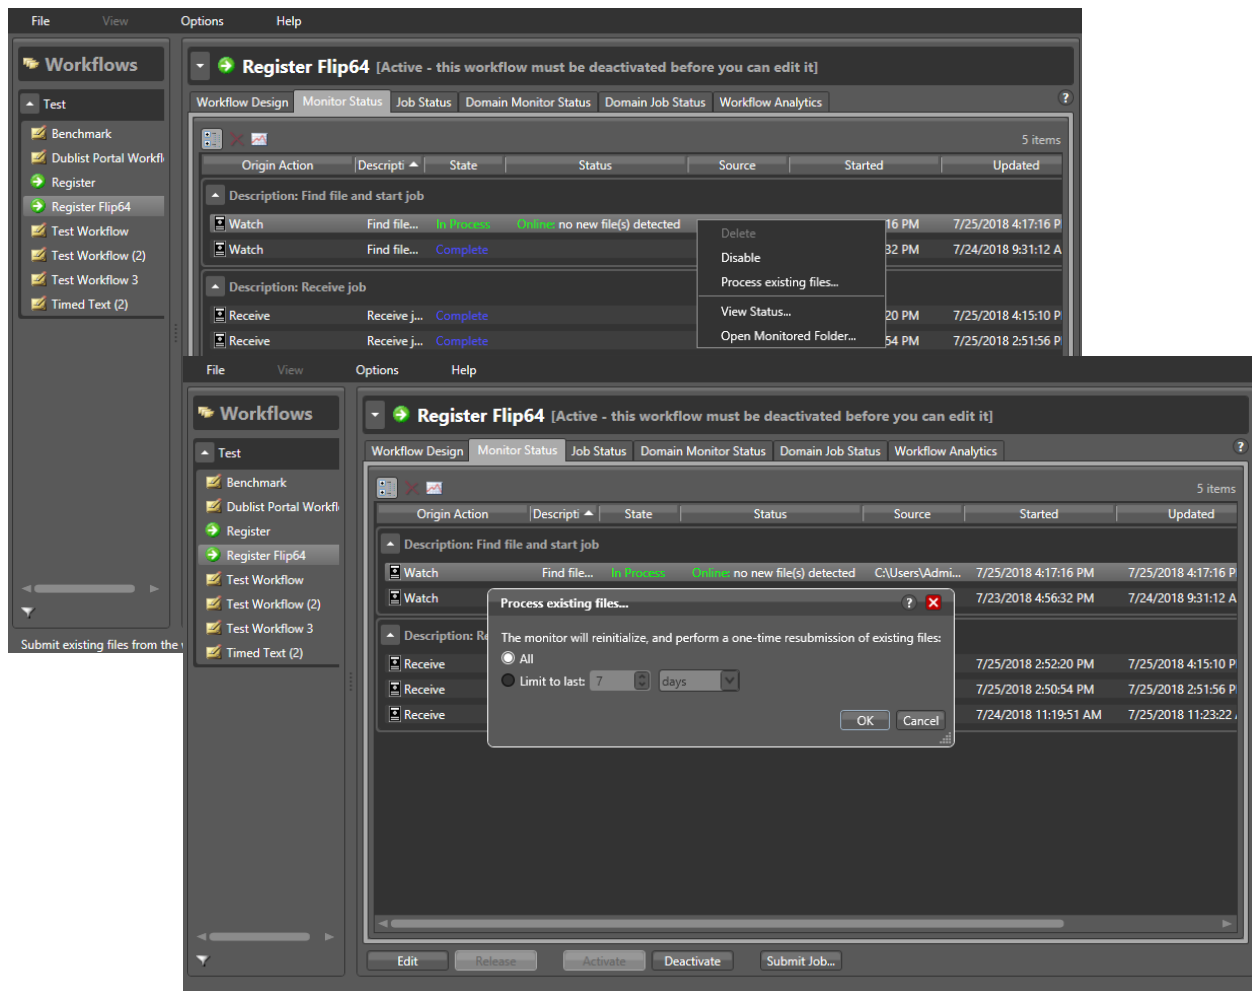 File View Options Help
Workflows
Test
Benchmark
Dublist Portal Workfl
Register
Register Flip64
Test Workflow
Test Workflow (2)
Test Workflow 3
Timed Text (2)
Submit existing files from the
Register Flip64 [Active - this workflow must be deactivated before you can edit it]
Workflow Design Monitor Status Job Status Domain Monitor Status Domain Job Status Workflow Analytics ?
5 items
Origin Action Descripti State Status Source Started Updated
Description: Find file and start job
Watch Find file... In Process Online: no new file(s) detected 16 PM 7/25/2018 4:17:16 P
Watch Find file... Complete 32 PM 7/24/2018 9:31:12 A
Description: Receive job
Receive Receive j... Complete 20 PM 7/25/2018 4:15:10 P
Receive Receive j... Complete 54 PM 7/25/2018 2:51:56 P
Delete
Disable
Process existing files...
View Status...
Open Monitored Folder...
File View Options Help
Workflows
Test
Benchmark
Dublist Portal Workfl
Register
Register Flip64
Test Workflow
Test Workflow (2)
Test Workflow 3
Timed Text (2)
Register Flip64 [Active - this workflow must be deactivated before you can edit it]
Workflow Design Monitor Status Job Status Domain Monitor Status Domain Job Status Workflow Analytics ?
5 items
Origin Action Descripti State Status Source Started Updated
Description: Find file and start job
Watch Find file... In Process Online: no new file(s) detected C:\Users\Admi... 7/25/2018 4:17:16 PM 7/25/2018 4:17:16 P
Watch 7/23/2018 4:56:32 PM 7/24/2018 9:31:12 A
Description: Re
Receive 7/25/2018 2:52:20 PM 7/25/2018 4:15:10 P
Receive 7/25/2018 2:50:54 PM 7/25/2018 2:51:56 P
Receive 7/24/2018 11:19:51 AM 7/25/2018 11:23:22
Process existing files... ?
The monitor will reinitialize, and perform a one-time resubmission of existing files:
All
Limit to last: 7 days
OK Cancel
Edit Release Activate Deactivate Submit Job...